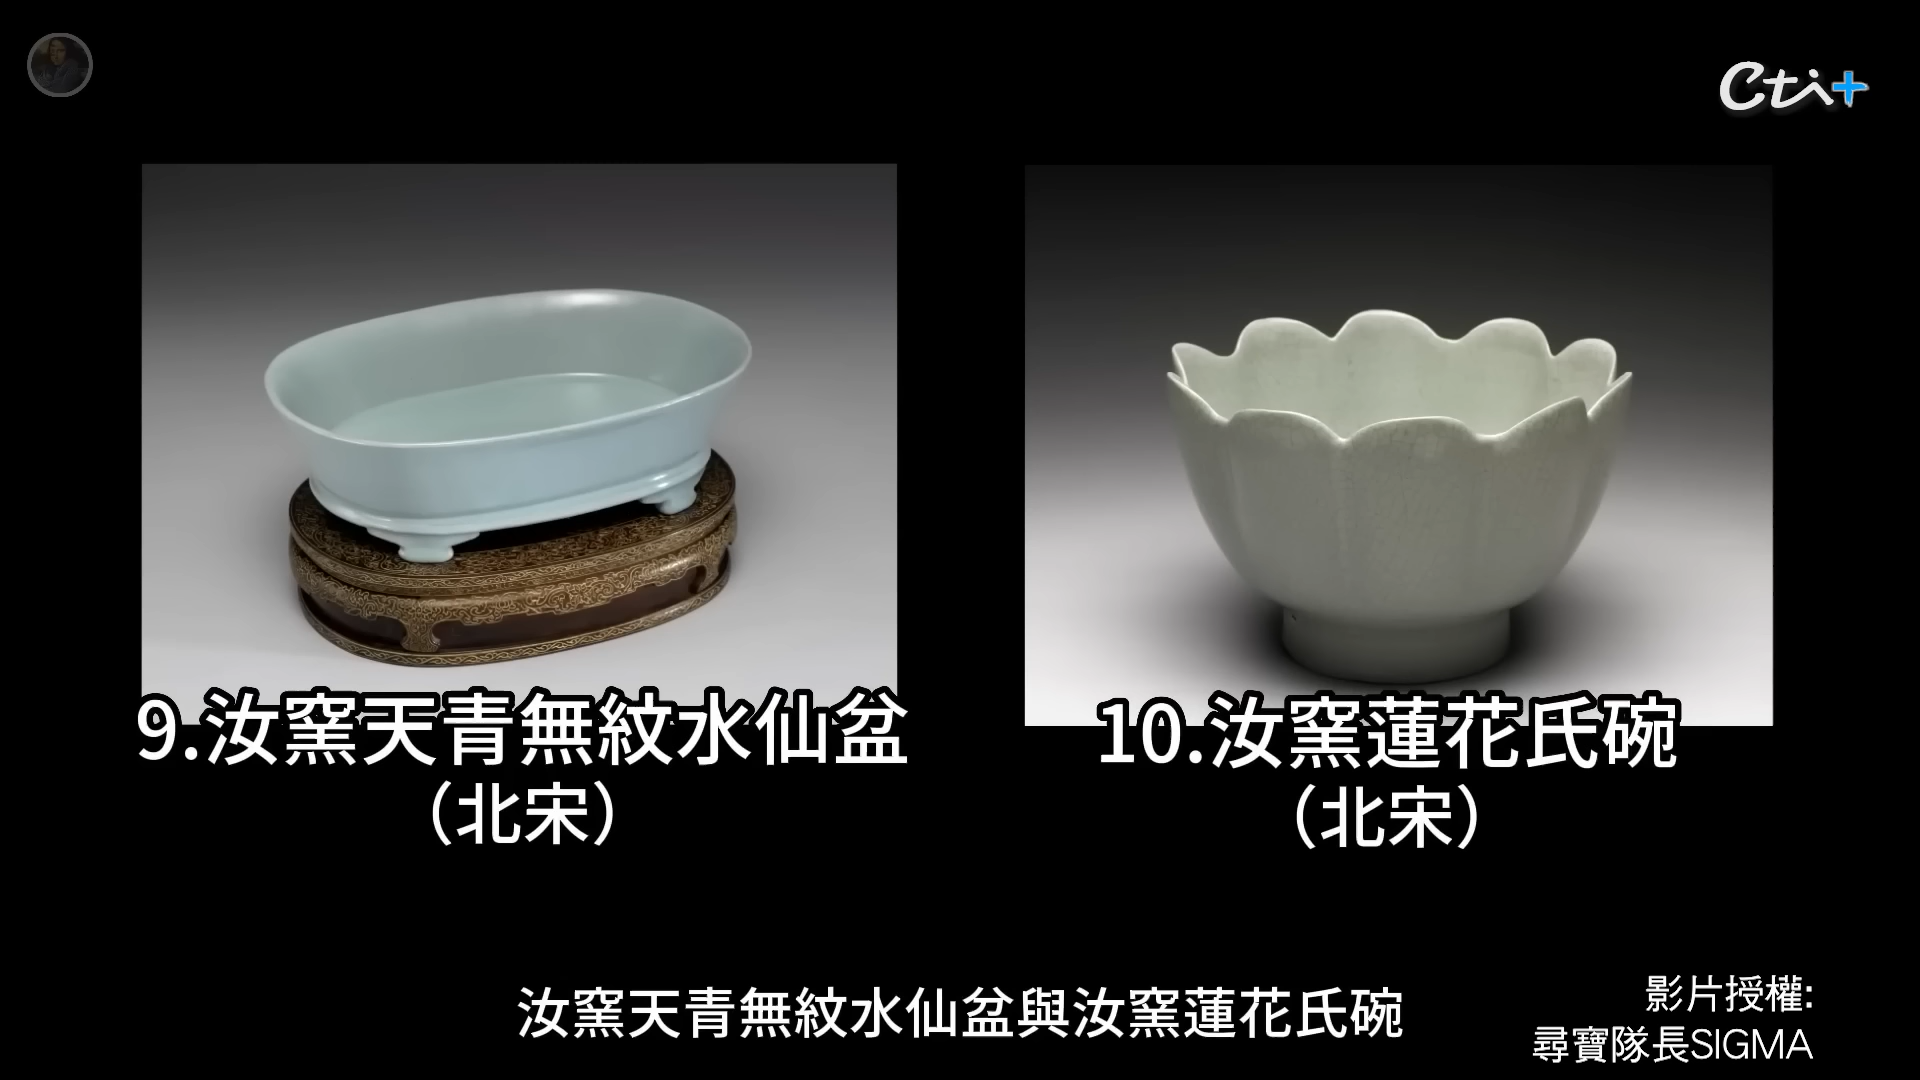 Cti+
9.汝窯天青無紋水仙盆
（北宋）
10.汝窯蓮花氏碗
（北宋）
汝窯天青無紋水仙盆與汝窯蓮花氏碗
影片授權:
尋寶隊長SIGMA